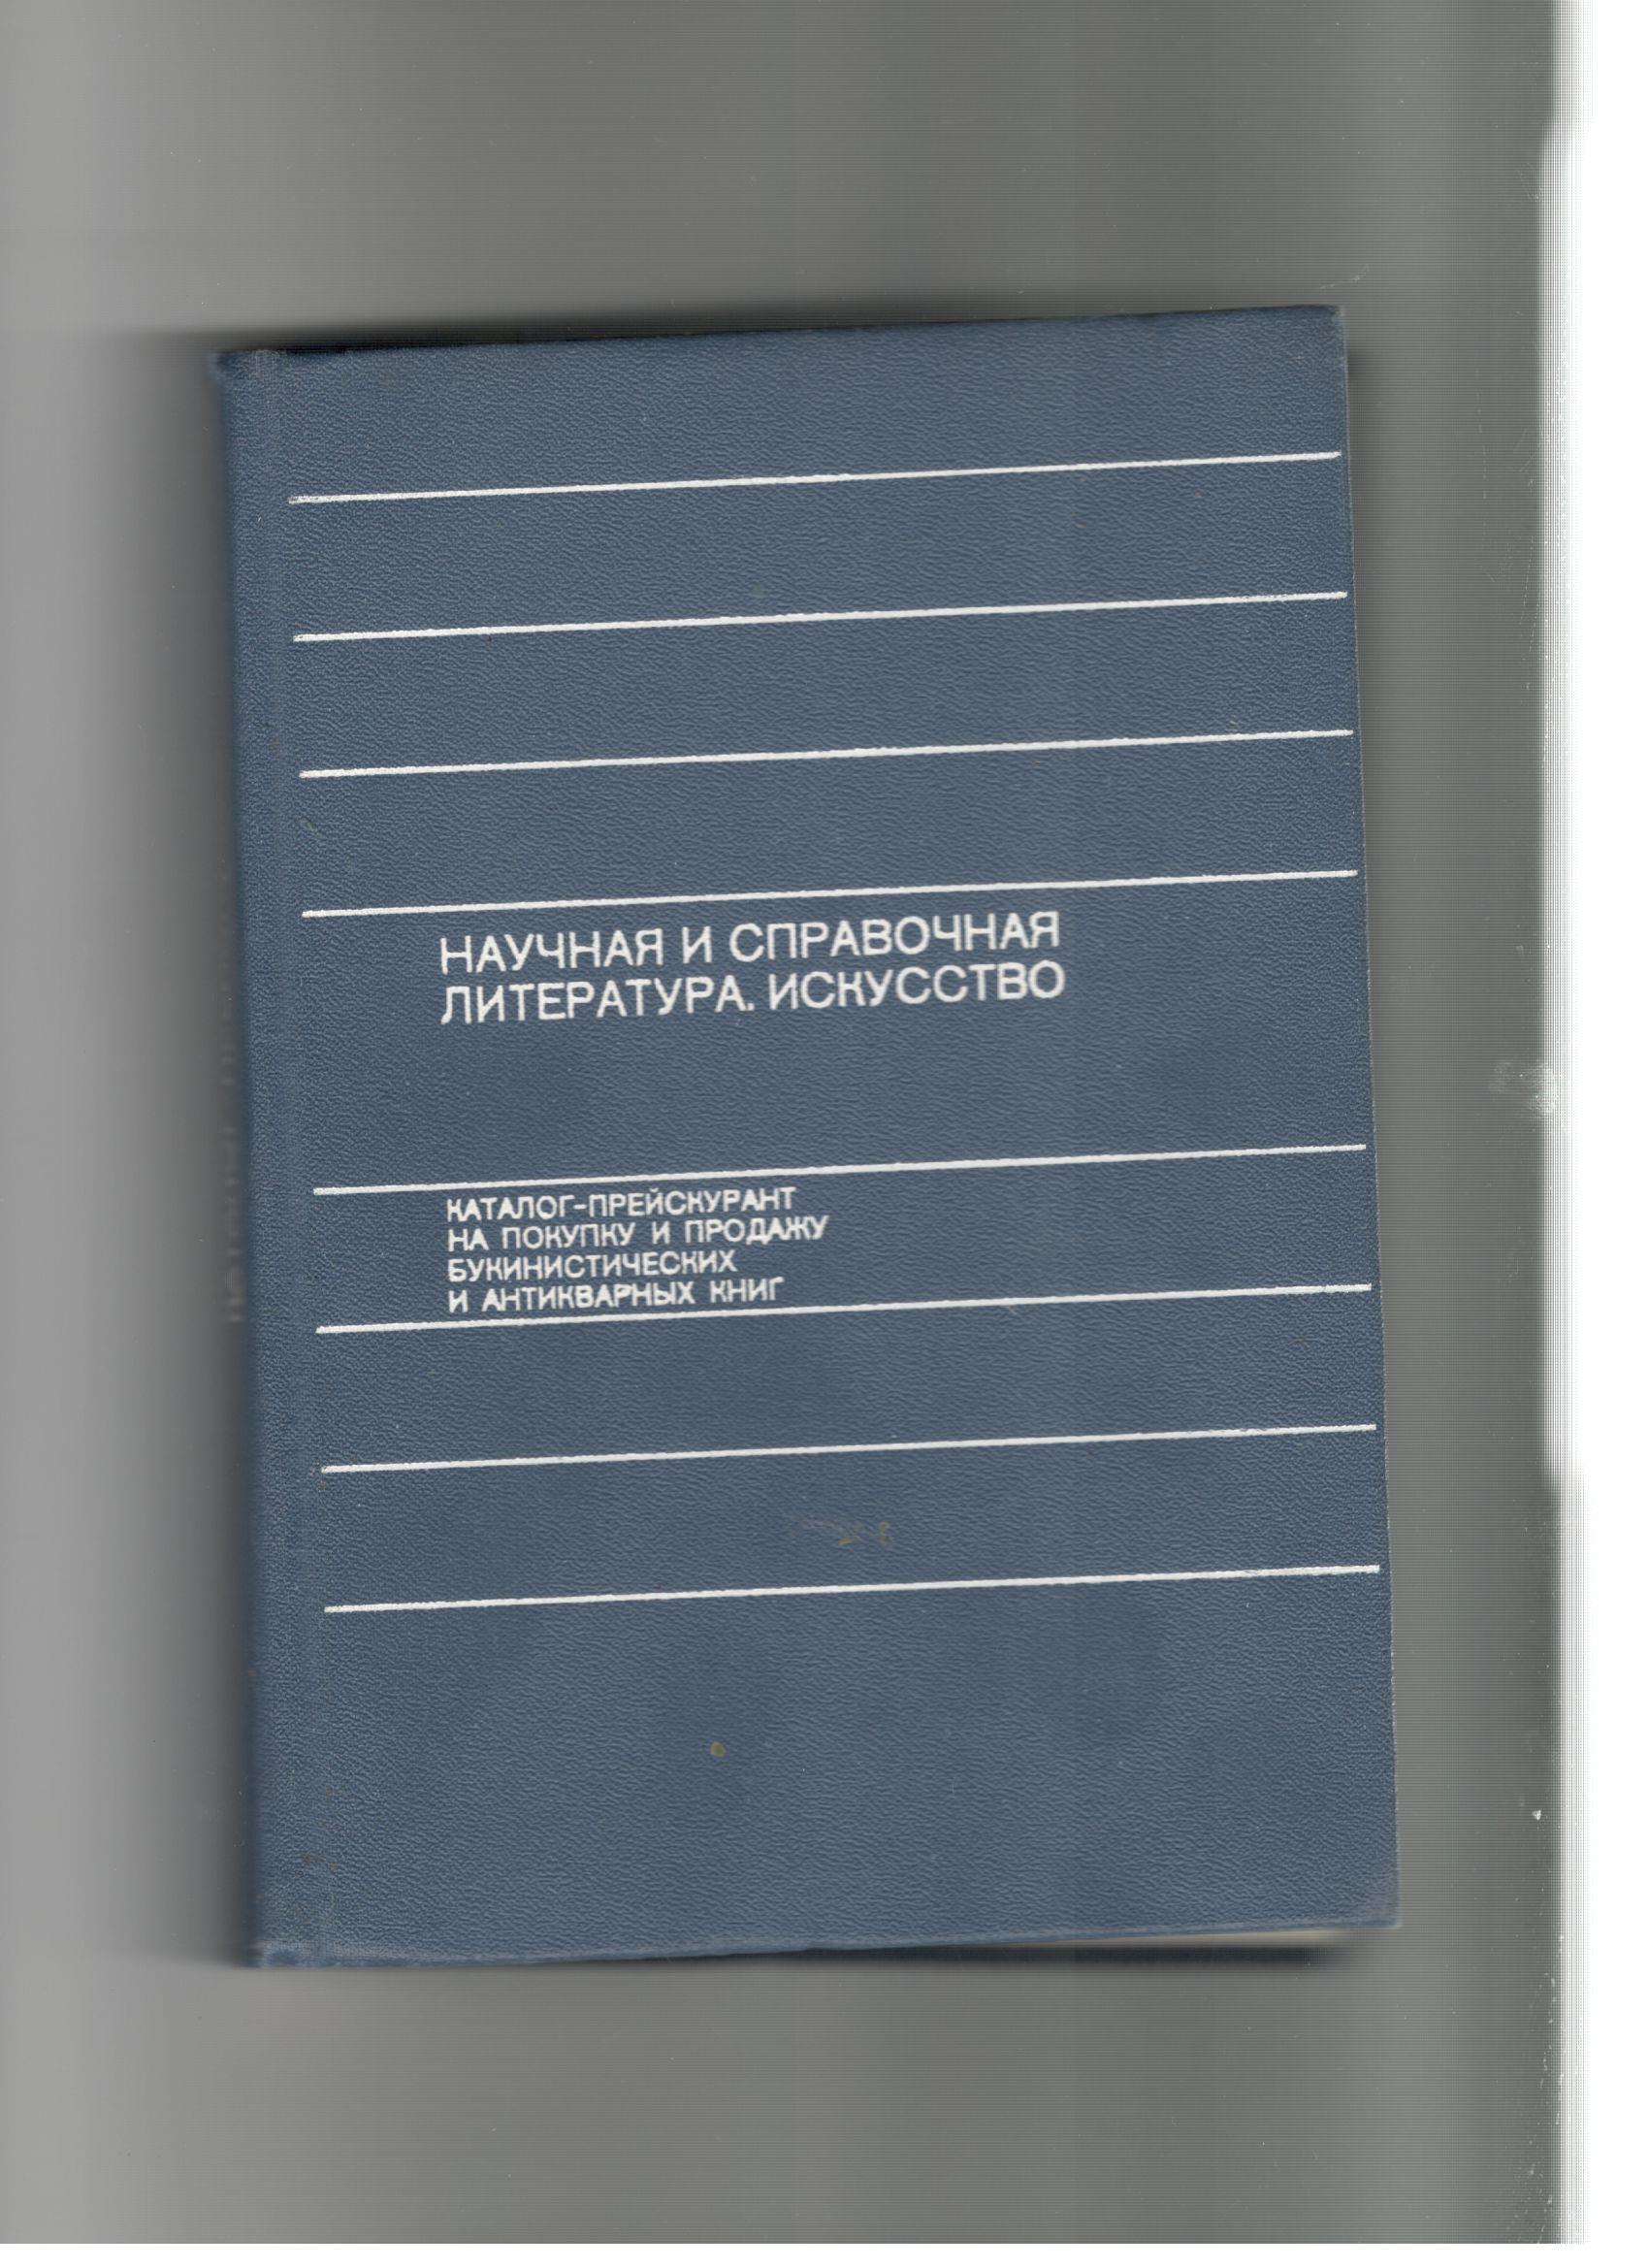 НАУЧНАЯ И СПРАВОЧНАЯ
ЛИТЕРАТУРА. ИСКУССТВО
КАТАЛОГ-ПРЕЙСКУРАНТ
НА ПОКУПКУ И ПРОДАЖУ
БУКИНИСТИЧЕСКИХ
И АНТИКВАРНЫХ КНИГ